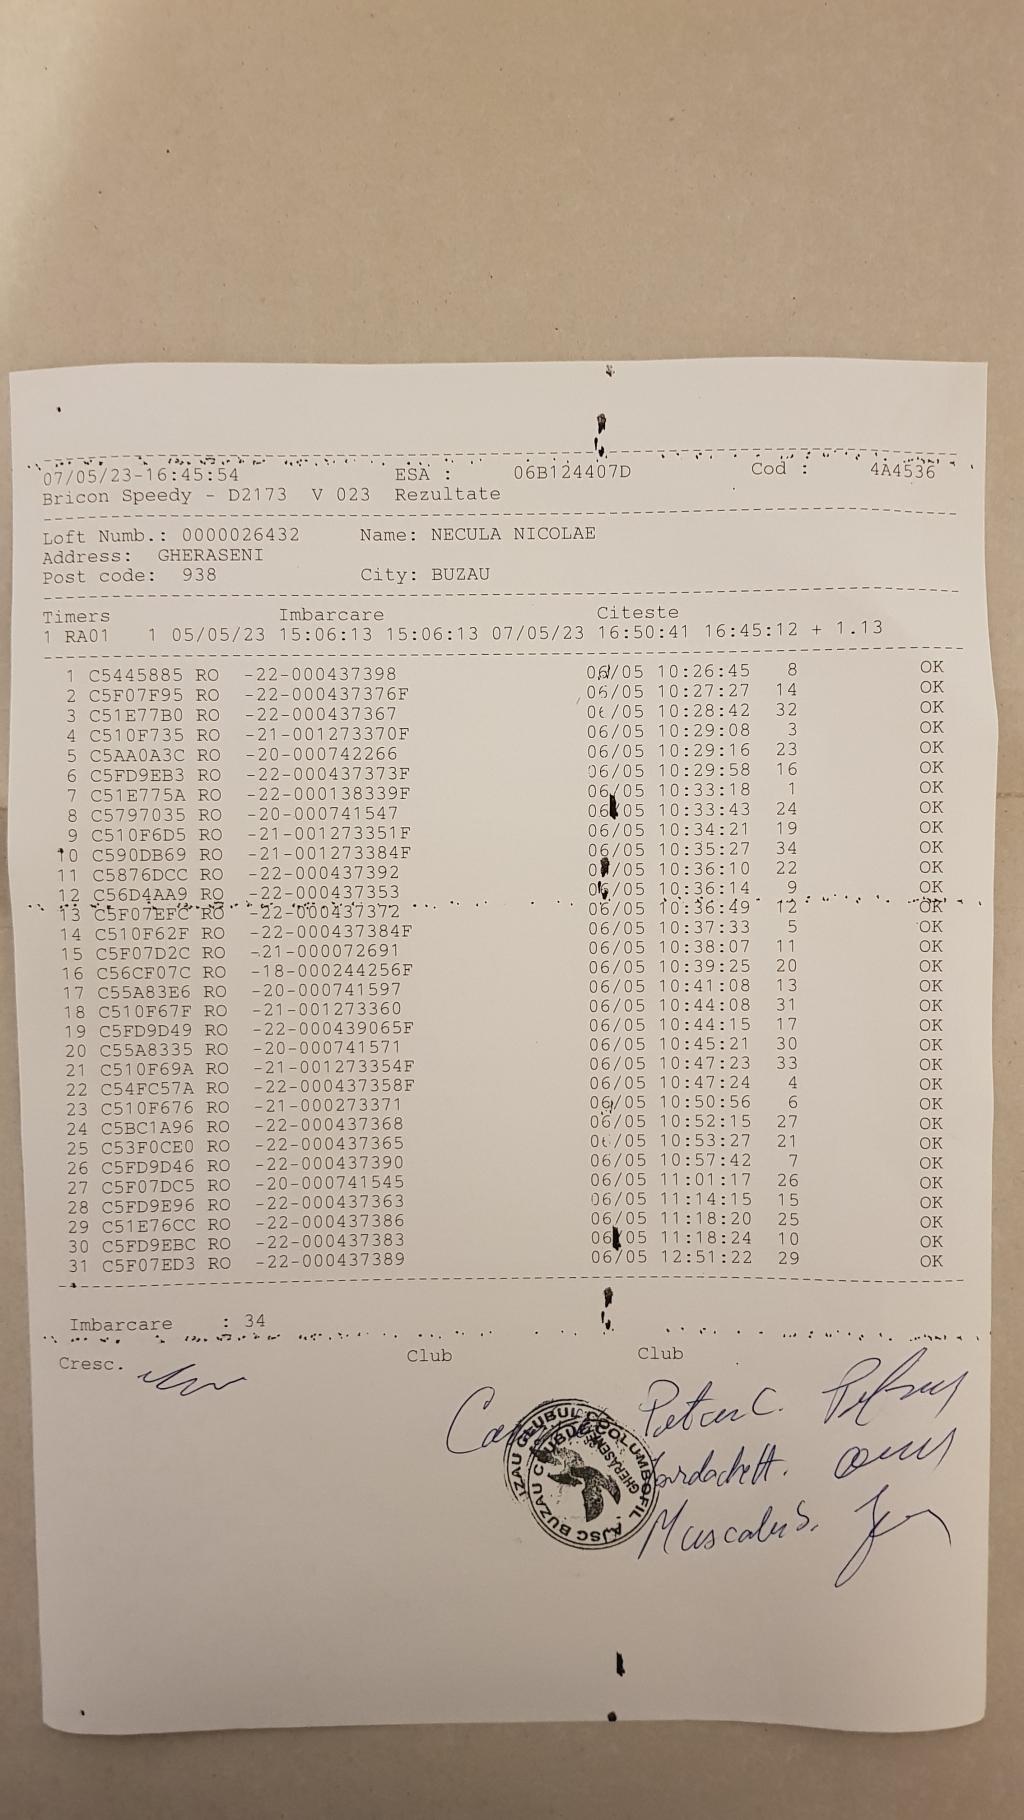 07/05/23-16:45:54 ESA : 06B124407D Cod : 4A4536
Bricon Speedy - D2173 V 023 Rezultate
Loft Numb.: 0000026432 Name: NECULA NICOLAE
Address: GHERASENI
Post code: 938 City: BUZAU
Timers Imbarcare Citeste
1 RA01 1 05/05/23 15:06:13 15:06:13 07/05/23 16:50:41 16:45:12 + 1.13
1 C5445885 RO -22-000437398 06/05 10:26:45 8 OK
2 C5F07F95 RO -22-000437376F 06/05 10:27:27 14 OK
3 C51E77B0 RO -22-000437367 06/05 10:28:42 32 OK
4 C510F735 RO -21-001273370F 06/05 10:29:08 3 OK
5 C5AA0A3C RO -20-000742266 06/05 10:29:16 23 OK
6 C5FD9EB3 RO -22-000437373F 06/05 10:29:58 16 OK
7 C51E775A RO -22-000138339F 06/05 10:33:18 1 OK
8 C5797035 RO -20-000741547 06/05 10:33:43 24 OK
9 C510F6D5 RO -21-001273351F 06/05 10:34:21 19 OK
10 C590DB69 RO -21-001273384F 06/05 10:35:27 34 OK
11 C5876DCC RO -22-000437392 06/05 10:36:10 22 OK
12 C56D4AA9 RO -22-000437353 06/05 10:36:14 9 OK
13 C5F07EFC RO -22-000437372 06/05 10:36:49 12 OK
14 C510F62F RO -22-000437384F 06/05 10:37:33 5 OK
15 C5F07D2C RO -21-000072691 06/05 10:38:07 11 OK
16 C56CF07C RO -18-000244256F 06/05 10:39:25 20 OK
17 C55A83E6 RO -20-000741597 06/05 10:41:08 13 OK
18 C510F67F RO -21-001273360 06/05 10:44:08 31 OK
19 C5FD9D49 RO -22-000439065F 06/05 10:44:15 17 OK
20 C55A8335 RO -20-000741571 06/05 10:45:21 30 OK
21 C510F69A RO -21-001273354F 06/05 10:47:23 33 OK
22 C54FC57A RO -22-000437358F 06/05 10:47:24 4 OK
23 C510F676 RO -21-000273371 06/05 10:50:56 6 OK
24 C5BC1A96 RO -22-000437368 06/05 10:52:15 27 OK
25 C53F0CE0 RO -22-000437365 06/05 10:53:27 21 OK
26 C5FD9D46 RO -22-000437390 06/05 10:57:42 7 OK
27 C5F07DC5 RO -20-000741545 06/05 11:01:17 26 OK
28 C5FD9E96 RO -22-000437363 06/05 11:14:15 15 OK
29 C51E76CC RO -22-000437386 06/05 11:18:20 25 OK
30 C5FD9EBC RO -22-000437383 06/05 11:18:24 10 OK
31 C5F07ED3 RO -22-000437389 06/05 12:51:22 29 OK
Imbarcare : 34
Cresc. Club Club